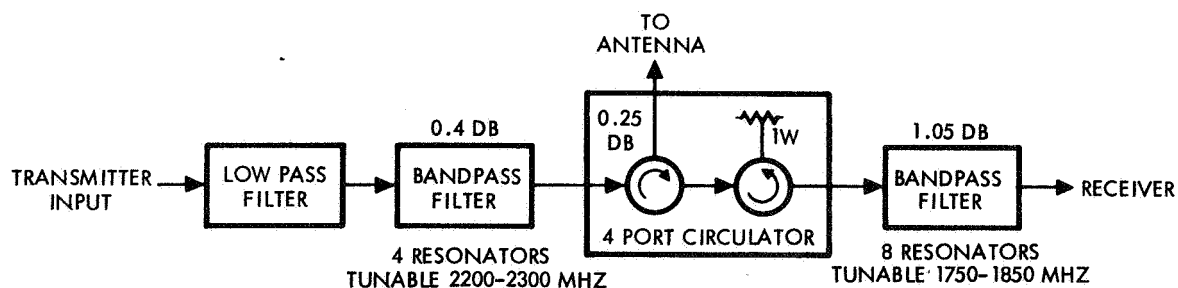 TO
ANTENNA
0.25
DB
1W
0.4 DB
1.05 DB
TRANSMITTER
INPUT
LOW PASS
FILTER
BANDPASS
FILTER
4 PORT CIRCULATOR
BANDPASS
FILTER
RECEIVER
4 RESONATORS
TUNABLE 2200-2300 MHZ
8 RESONATORS
TUNABLE 1750-1850 MHZ